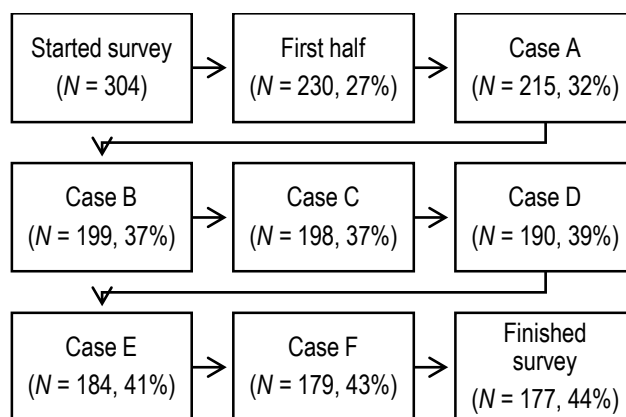 Started survey
(N = 304)
First half
(N = 230, 27%)
Case A
(N = 215, 32%)
Case B
(N = 199, 37%)
Case C
(N = 198, 37%)
Case D
(N = 190, 39%)
Case E
(N = 184, 41%)
Case F
(N = 179, 43%)
Finished
survey
(N = 177, 44%)